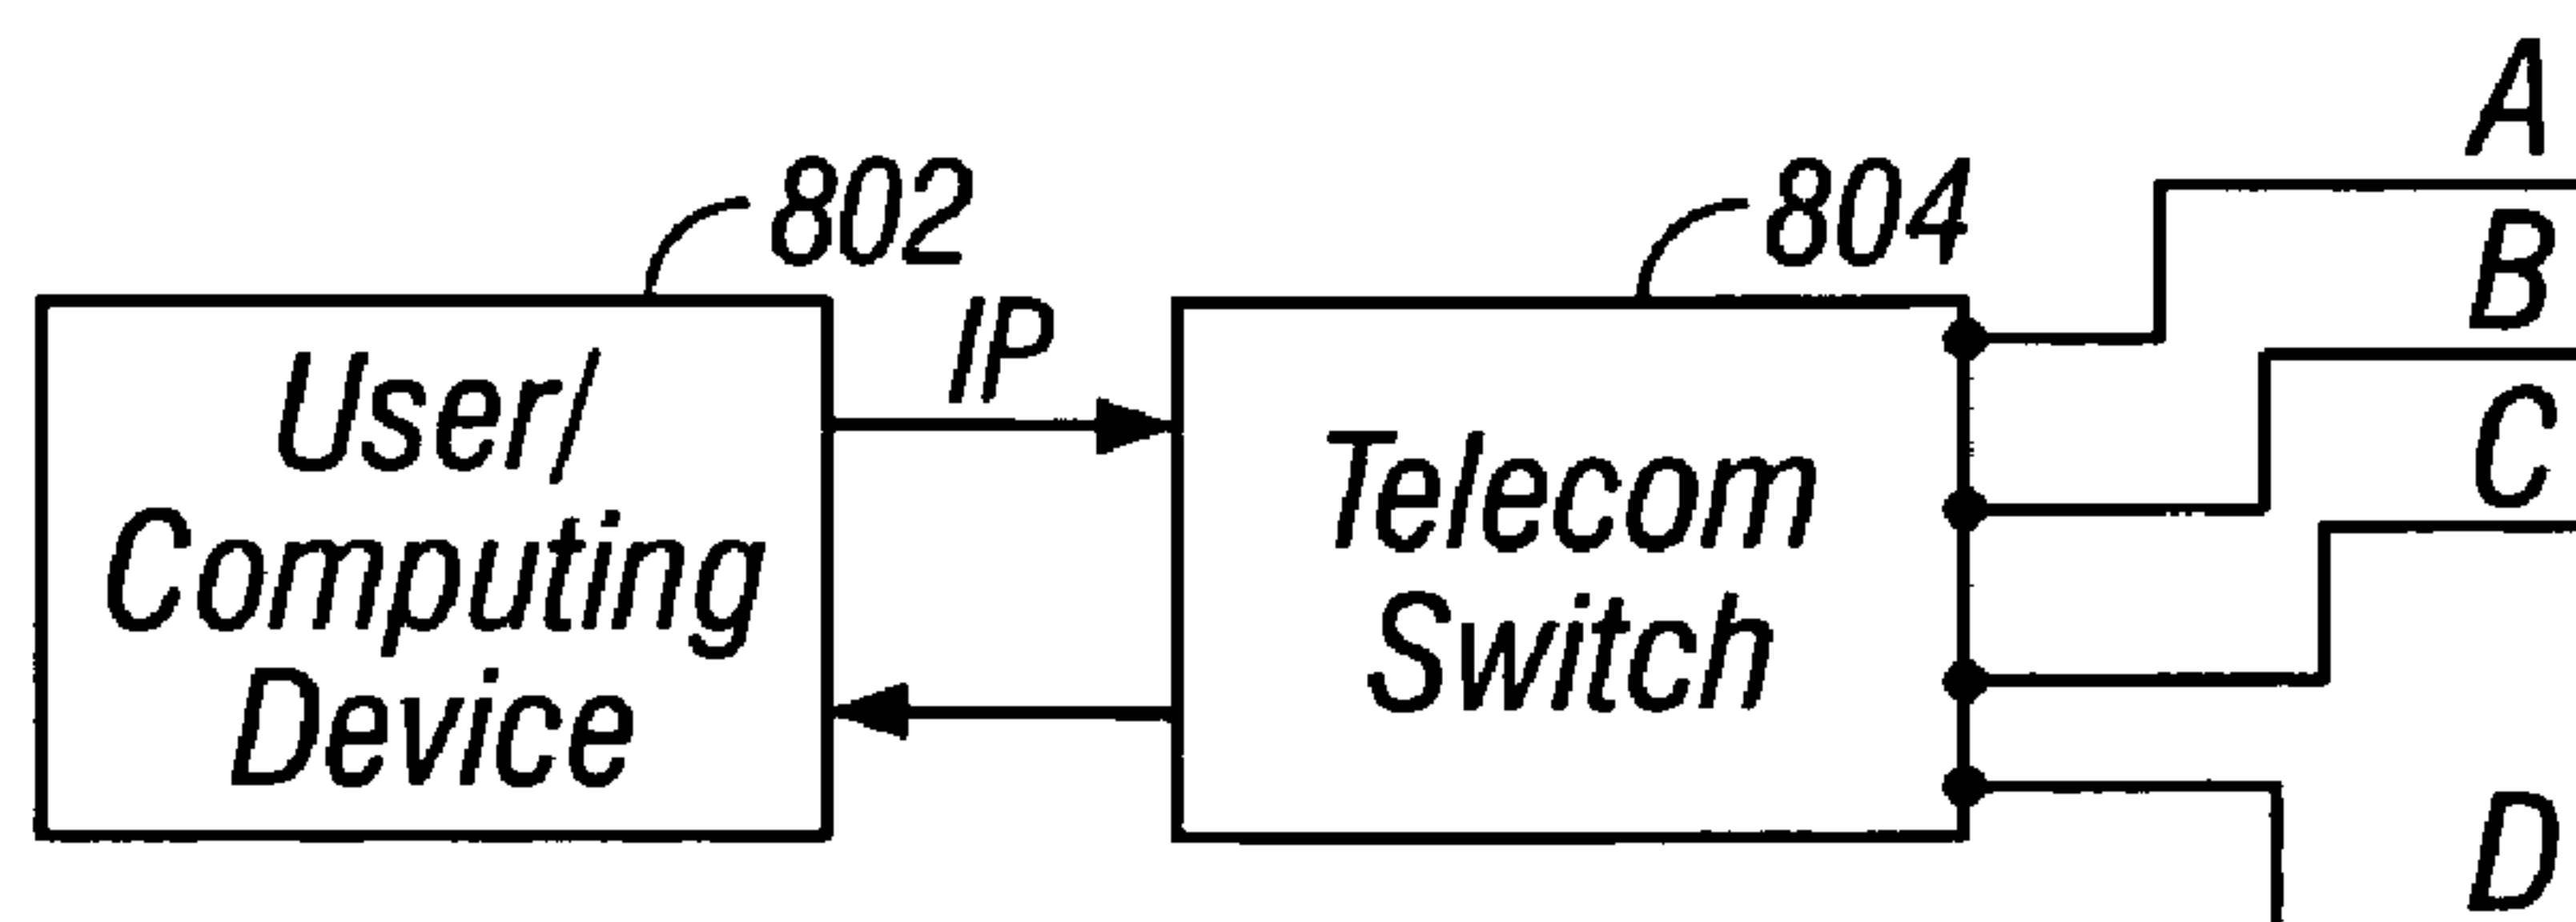 802
804
IP
User/
Computing
Device
Telecom
Switch
A
B
C
D